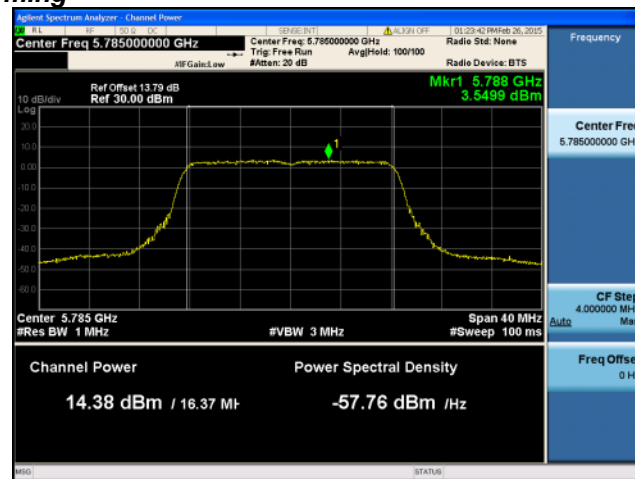 ming
Agilent Spectrum Analyzer - Channel Power
RL RF 50 Ω DC SENSE:INT ALIGN OFF 01:23:42 PM Feb 26, 2015
Center Freq 5.785000000 GHz Center Freq: 5.785000000 GHz Radio Std: None Frequency
Trig: Free Run Avg|Hold: 100/100
#IFGain:Low #Atten: 20 dB Radio Device: BTS
Ref Offset 13.79 dB Mkr1 5.788 GHz
10 dB/div Ref 30.00 dBm 3.5499 dBm
Log
20.0
10.0
0.00
-10.0
-20.0
-30.0
-40.0
-50.0
-60.0
1
Center Fre
5.785000000 GH
Center 5.785 GHz Span 40 MHz
#Res BW 1 MHz #VBW 3 MHz #Sweep 100 ms
CF Ste
4.000000 MH
Auto Ma
Channel Power Power Spectral Density
14.38 dBm / 16.37 MH -57.76 dBm /Hz
Freq Offse
0 H
MSG STATUS